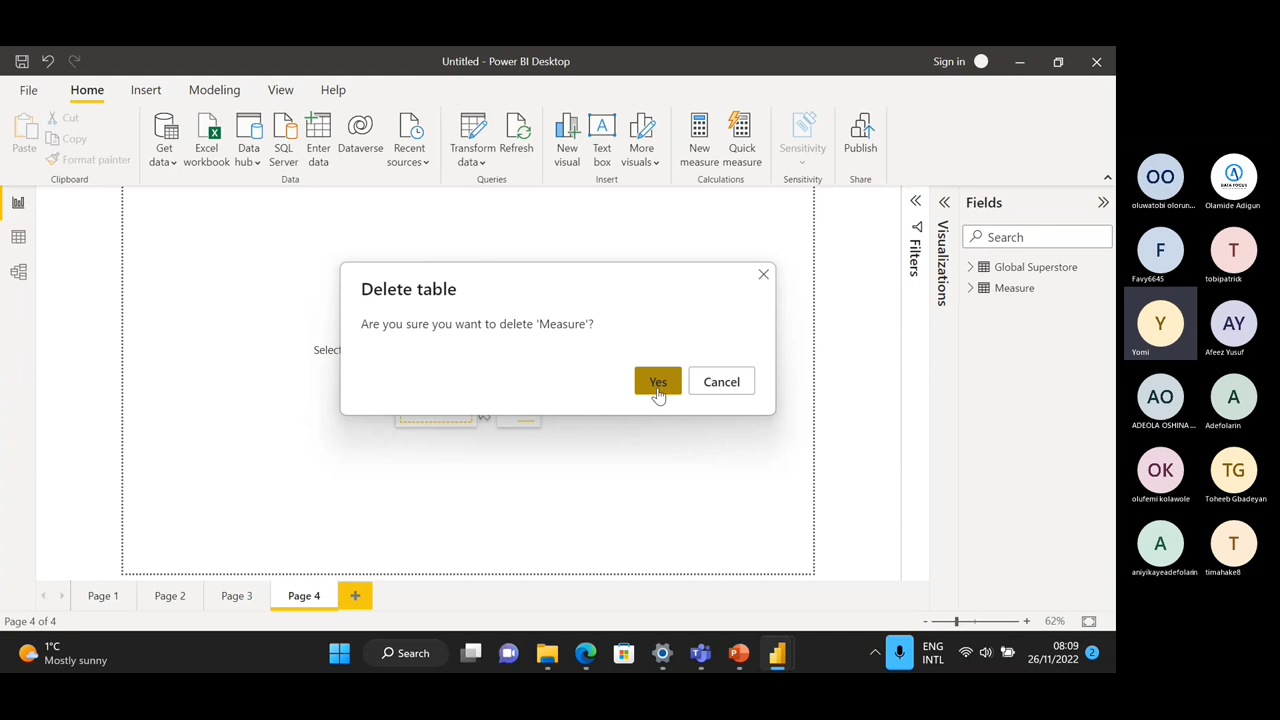 Untitled - Power BI Desktop
Sign in
File Home Insert Modeling View Help
Paste
Cut
Copy
Format painter
Clipboard
Get data
Excel workbook
Data hub
SQL Server
Enter data
Dataverse
Recent sources
Data
Transform data
Refresh
Queries
New visual
Text box
More visuals
Insert
New measure
Quick measure
Calculations
Sensitivity
Sensitivity
Publish
Share
Filters
Visualizations
Fields
Search
Global Superstore
Measure
Delete table
Are you sure you want to delete 'Measure'?
Yes Cancel
Select
Page 1 Page 2 Page 3 Page 4
Page 4 of 4
- + 62%
1°C
Mostly sunny
Search
ENG
INTL
08:09
26/11/2022
2
OO
oluwatobi olorun...
DATA FOCUS
Olamide Adigun
F
Favy6645
T
tobipatrick
Y
Yomi
AY
Afeez Yusuf
AO
ADEOLA OSHINA ...
A
Adefolarin
OK
olufemi kolawole
TG
Toheeb Gbadeyan
A
aniyikayeadefolarin
T
timahake8